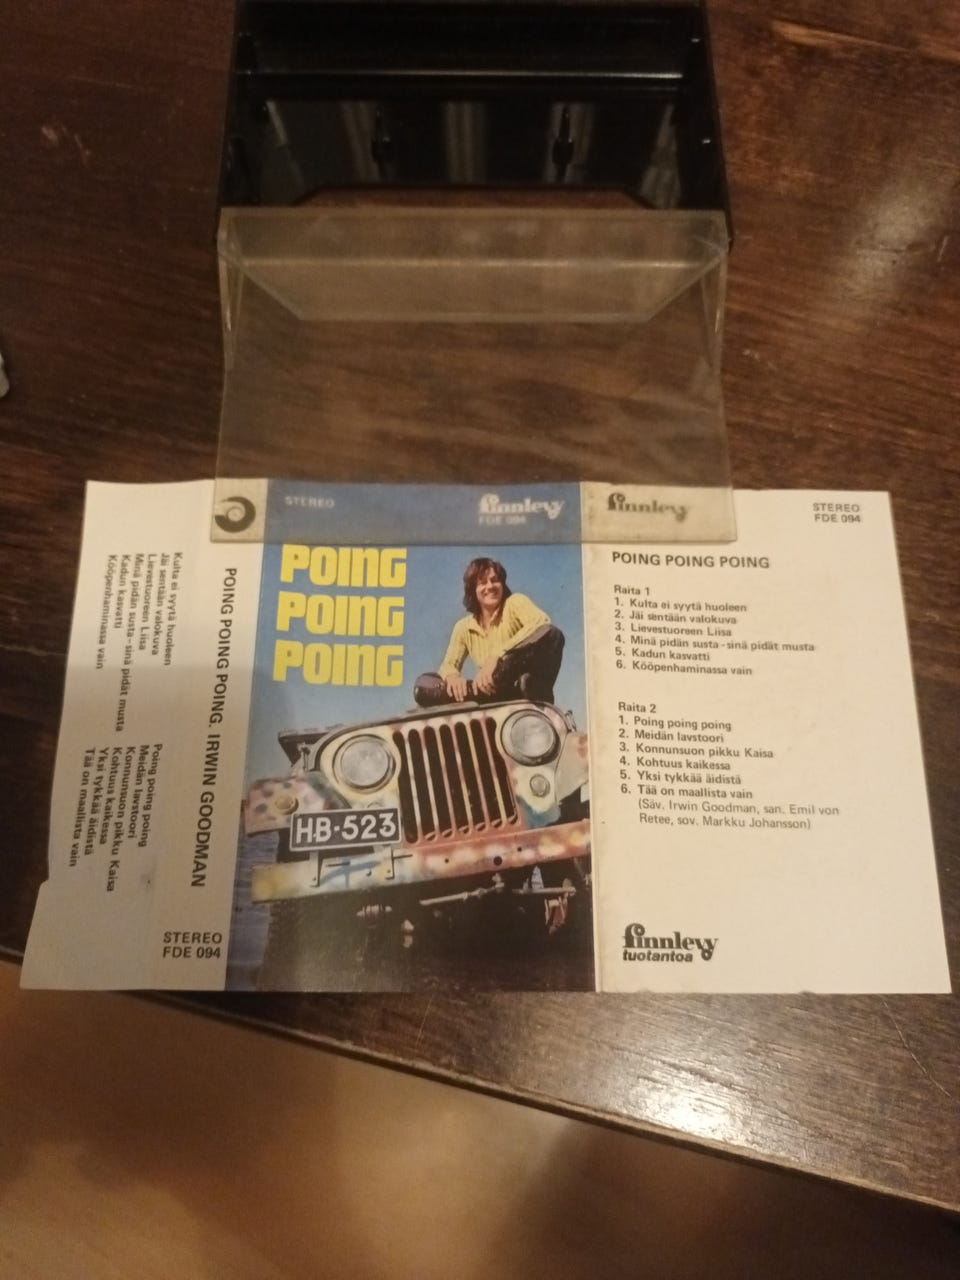 Kulta ei syytä huoleen
Jäi sentään valokuva
Lievestuoreen Liisa
Minä pidän susta - sinä pidät musta
Kadun kasvatti
Kööpenhaminassa vain
Poing poing poing
Meidän lavstoori
Konnunsuon pikku Kaisa
Kohtuus kaikessa
Yksi tykkää äidistä
Tää on maallista vain
POING POING POING. IRWIN GOODMAN
STEREO
FDE 094
STEREO
finnlevy
FDE 094
POING
POING
POING
HB-523
finnlevy
STEREO
FDE 094
POING POING POING
Raita 1
1. Kulta ei syytä huoleen
2. Jäi sentään valokuva
3. Lievestuoreen Liisa
4. Minä pidän susta - sinä pidät musta
5. Kadun kasvatti
6. Kööpenhaminassa vain
Raita 2
1. Poing poing poing
2. Meidän lavstoori
3. Konnunsuon pikku Kaisa
4. Kohtuus kaikessa
5. Yksi tykkää äidistä
6. Tää on maallista vain
(Säv. Irwin Goodman, san. Emil von
Retee, sov. Markku Johansson)
finnlevy
tuotantoa